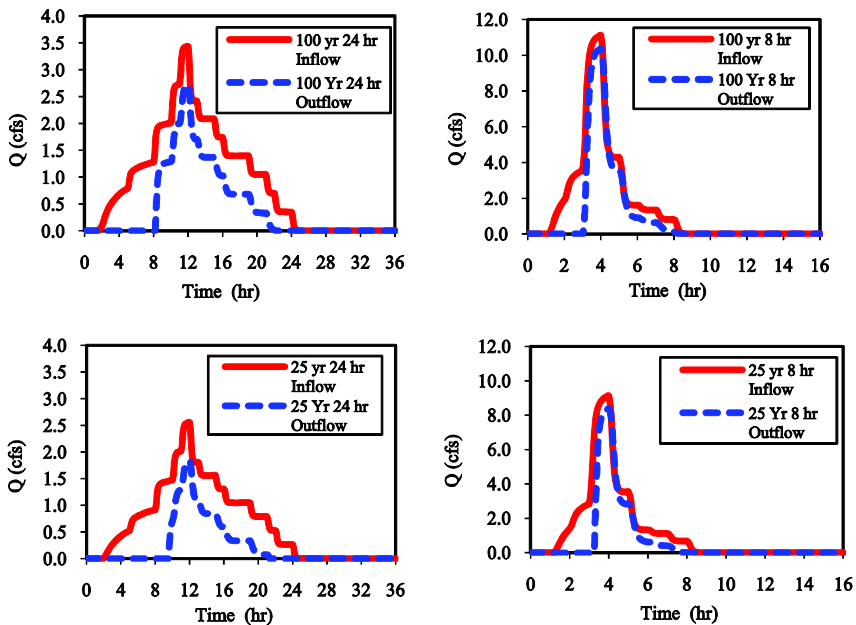 4.0
3.5
3.0
2.5
2.0
1.5
1.0
0.5
0.0
Q (cfs)
100 yr 24 hr
Inflow
100 Yr 24 hr
Outflow
0 4 8 12 16 20 24 28 32 36
Time (hr)
12.0
10.0
8.0
6.0
4.0
2.0
0.0
Q (cfs)
100 yr 8 hr
Inflow
100 Yr 8 hr
Outflow
0 2 4 6 8 10 12 14 16
Time (hr)
4.0
3.5
3.0
2.5
2.0
1.5
1.0
0.5
0.0
Q (cfs)
25 yr 24 hr
Inflow
25 Yr 24 hr
Outflow
0 4 8 12 16 20 24 28 32 36
Time (hr)
12.0
10.0
8.0
6.0
4.0
2.0
0.0
Q (cfs)
25 yr 8 hr
Inflow
25 Yr 8 hr
Outflow
0 2 4 6 8 10 12 14 16
Time (hr)